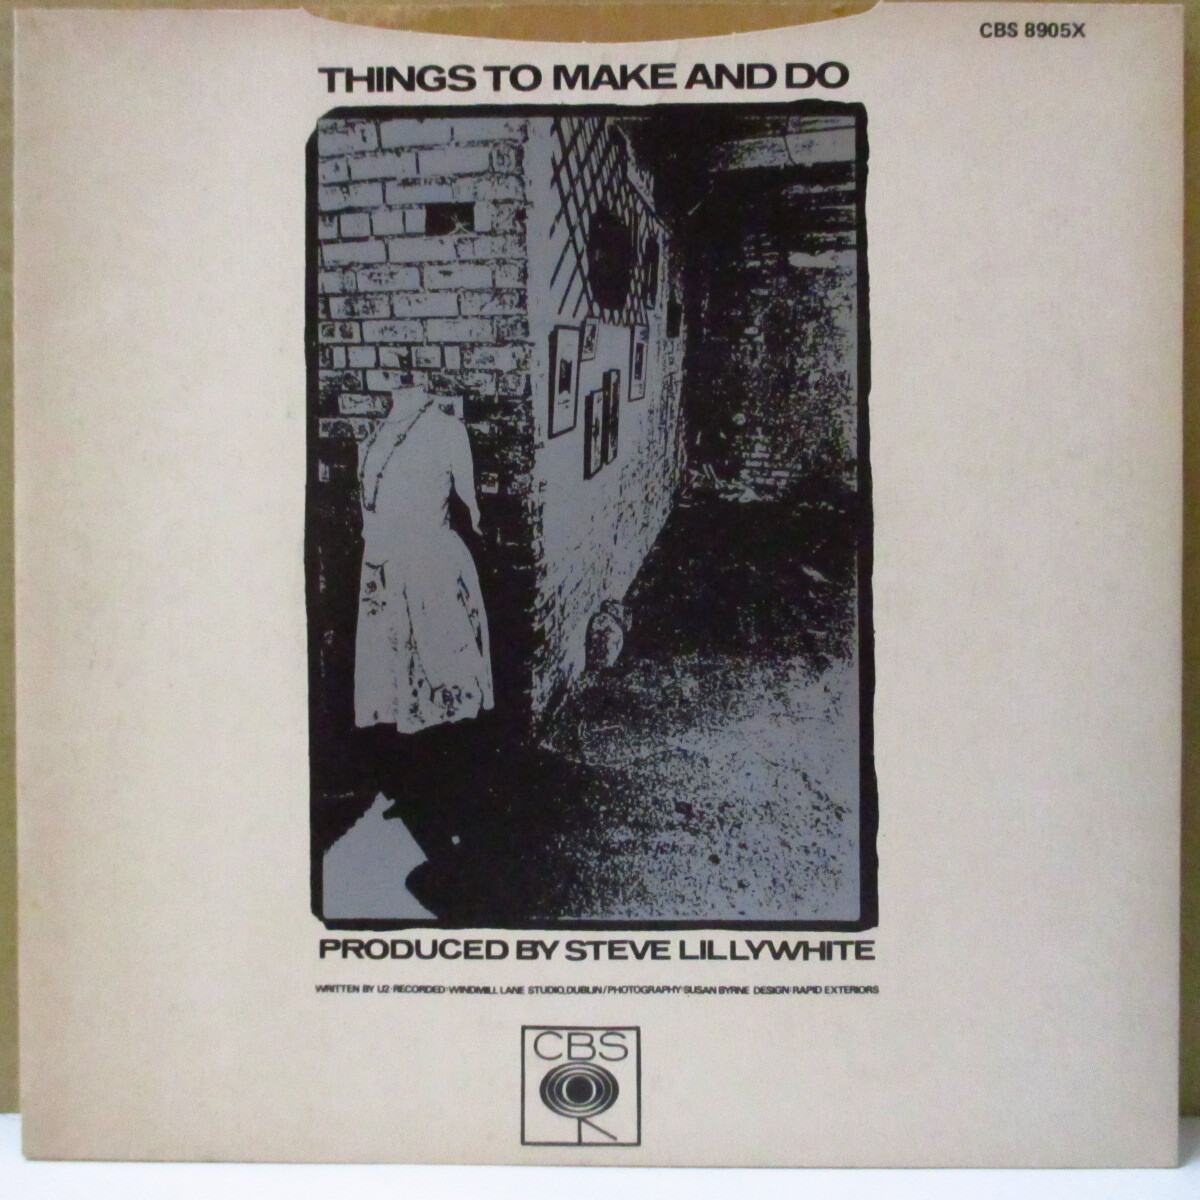 CBS 8905X
THINGS TO MAKE AND DO
PRODUCED BY STEVE LILLYWHITE
WRITTEN BY U2 RECORDED WINDMILL LANE STUDIO, DUBLIN / PHOTOGRAPHY SUSAN BYRNE DESIGN RAPID EXTERIORS
CBS